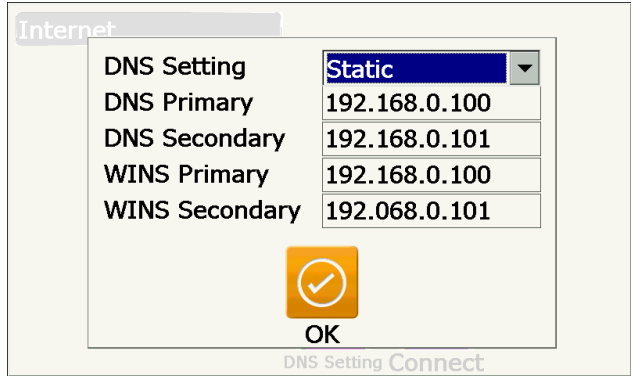 Internet
DNS Setting Static
DNS Primary 192.168.0.100
DNS Secondary 192.168.0.101
WINS Primary 192.168.0.100
WINS Secondary 192.068.0.101
OK
DNS Setting Connect